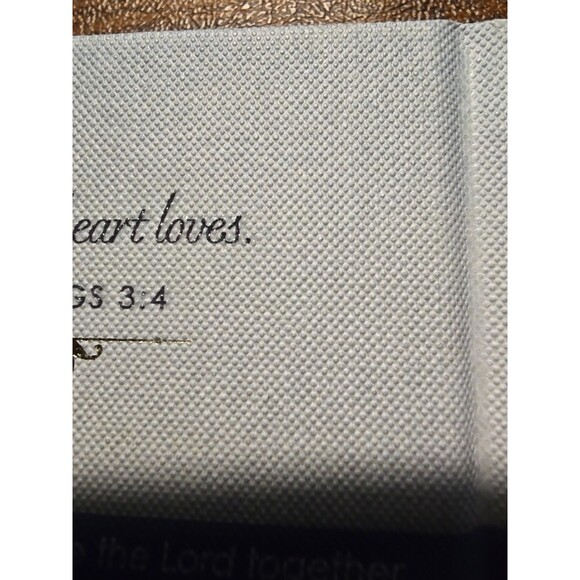 eart loves.
GS 3:4
the Lord together